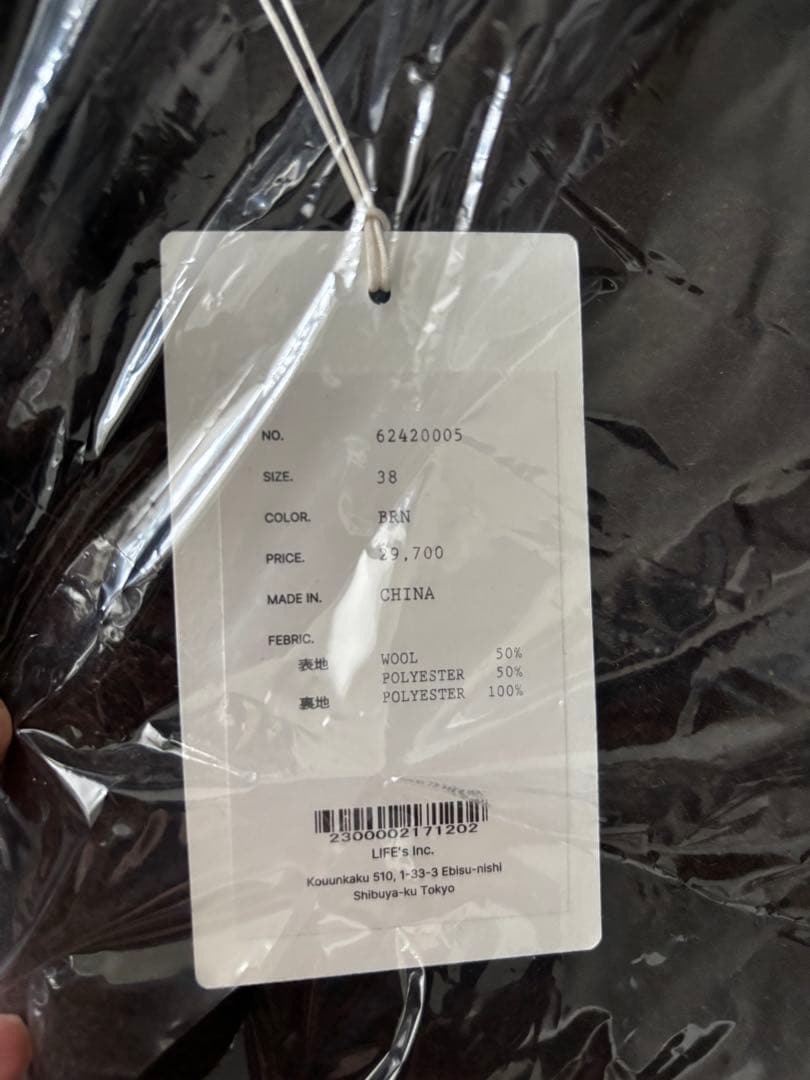 NO. 62420005
SIZE. 38
COLOR. BRN
PRICE. 29,700
MADE IN. CHINA
FEBRIC.
表地 WOOL 50%
POLYESTER 50%
裏地 POLYESTER 100%
2300002171202
LIFE's Inc.
Kouunkaku 510, 1-33-3 Ebisu-nishi
Shibuya-ku Tokyo